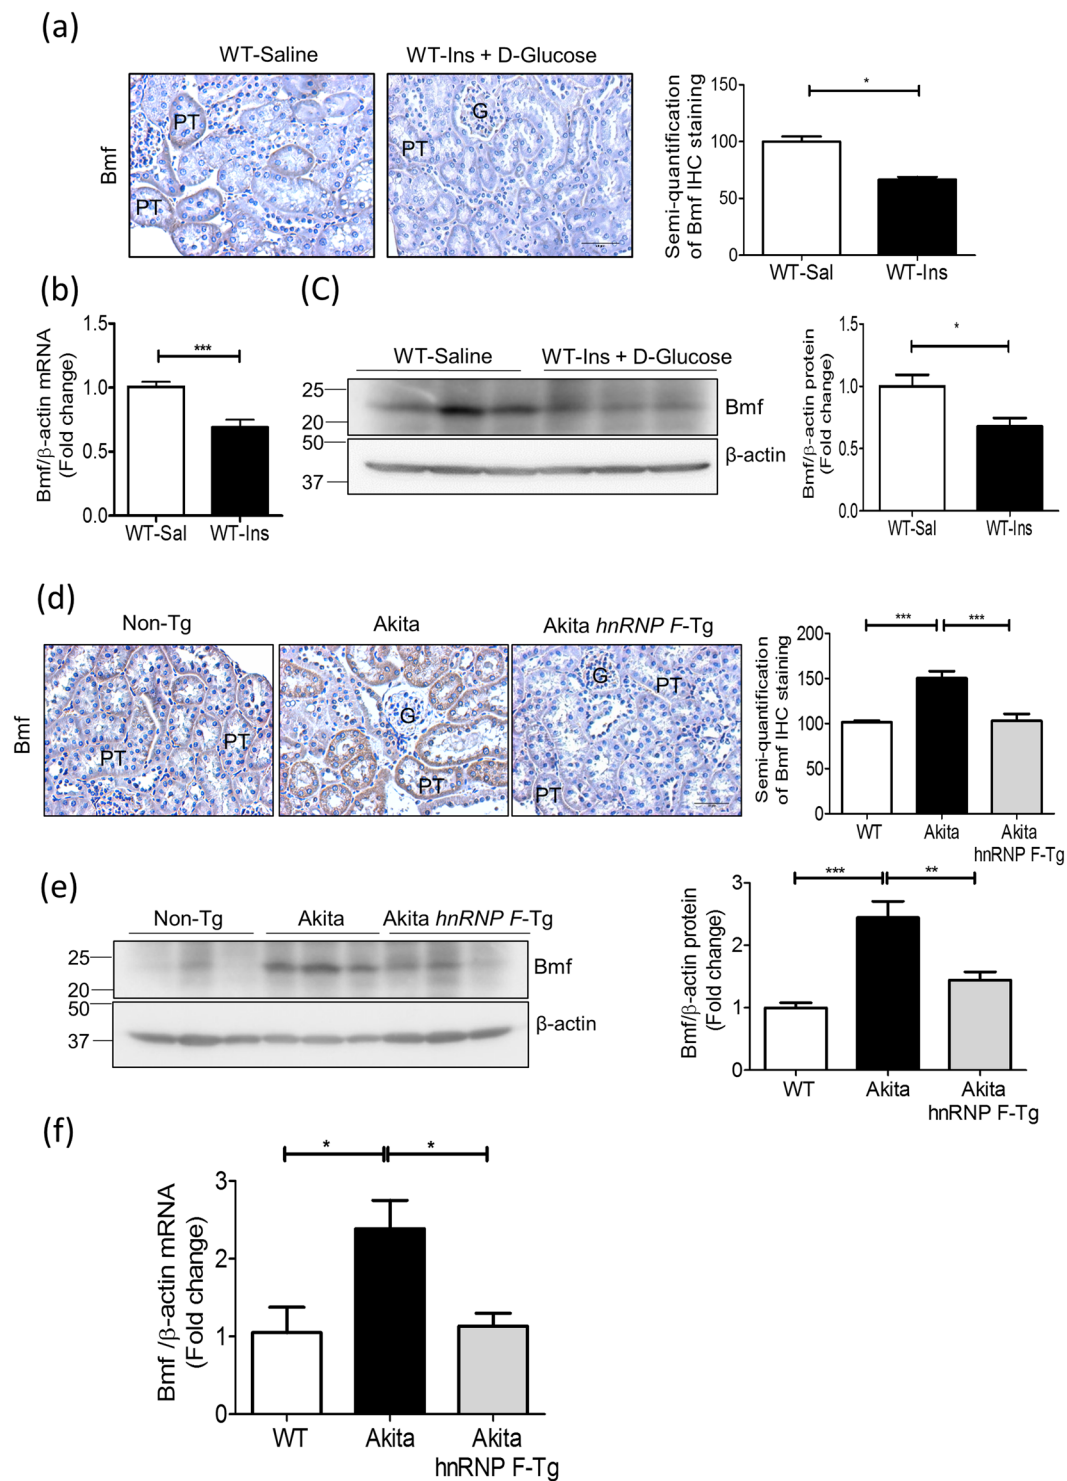 (a)
WT-Saline
WT-Ins + D-Glucose
Bmf
PT
PT
PT
G
Semi-quantification
of Bmf IHC staining
150
100
50
0
*
WT-Sal
WT-Ins
(b)
Bmf/β-actin mRNA
(Fold change)
1.5
1.0
0.5
0.0
***
WT-Sal
WT-Ins
(C)
WT-Saline
WT-Ins + D-Glucose
25
20
50
37
Bmf
β-actin
Bmf/β-actin protein
(Fold change)
1.5
1.0
0.5
0.0
*
WT-Sal
WT-Ins
(d)
Non-Tg
Akita
Akita hnRNP F-Tg
Bmf
PT
PT
G
PT
G
PT
PT
Semi-quantification
of Bmf IHC staining
200
150
100
50
0
***
***
WT
Akita
Akita
hnRNP F-Tg
(e)
Non-Tg
Akita
Akita hnRNP F-Tg
25
20
50
37
Bmf
β-actin
Bmf/β-actin protein
(Fold change)
3
2
1
0
***
**
WT
Akita
Akita
hnRNP F-Tg
(f)
Bmf /β-actin mRNA
(Fold change)
3
2
1
0
*
*
WT
Akita
Akita
hnRNP F-Tg